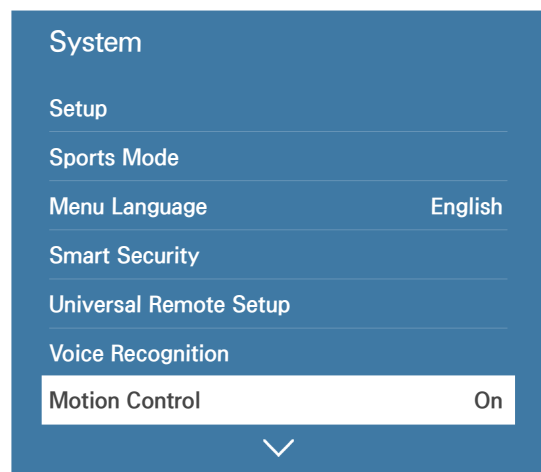 System
Setup
Sports Mode
Menu Language English
Smart Security
Universal Remote Setup
Voice Recognition
Motion Control On